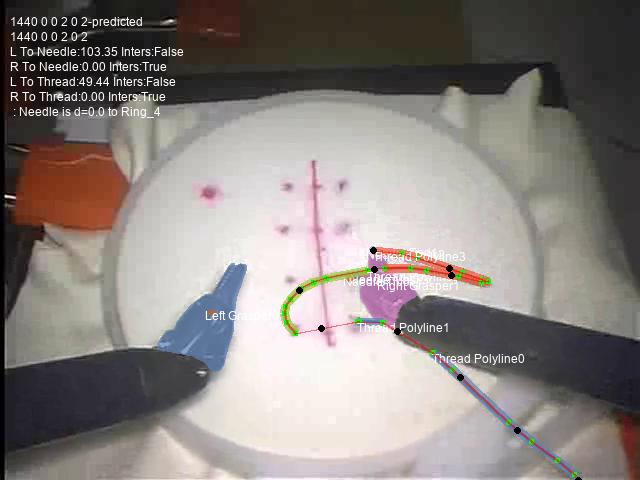 1440 0 0 2 0 2-predicted
1440 0 0 2 0 2
L To Needle:103.35 Inters:False
R To Needle:0.00 Inters:True
L To Thread:49.44 Inters:False
R To Thread:0.00 Inters:True
: Needle is d=0.0 to Ring_4
Thread Polyline3
Right Grasper1
Left Grasper
Thread Polyline1
Thread Polyline0